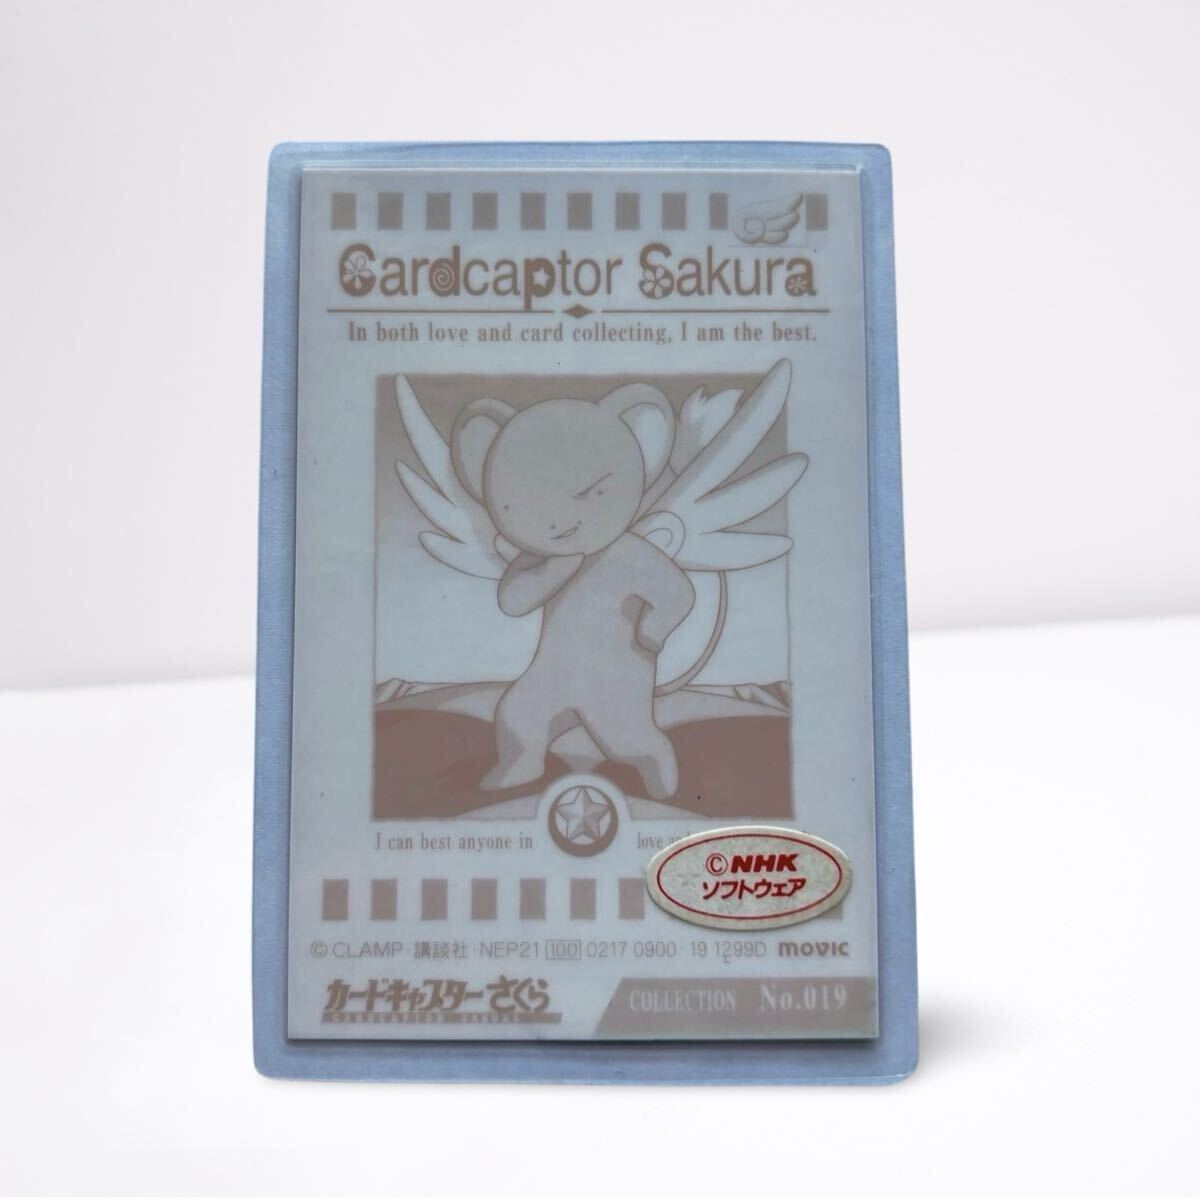 Cardcaptor Sakura
In both love and card collecting, I am the best.
I can best anyone in love
©NHK
ソフトウェア
© CLAMP・講談社・NEP21 100 0217 0900・19 1299D movic
カードキャプターさくら
CARDCAPTOR SAKURA
COLLECTION No.019